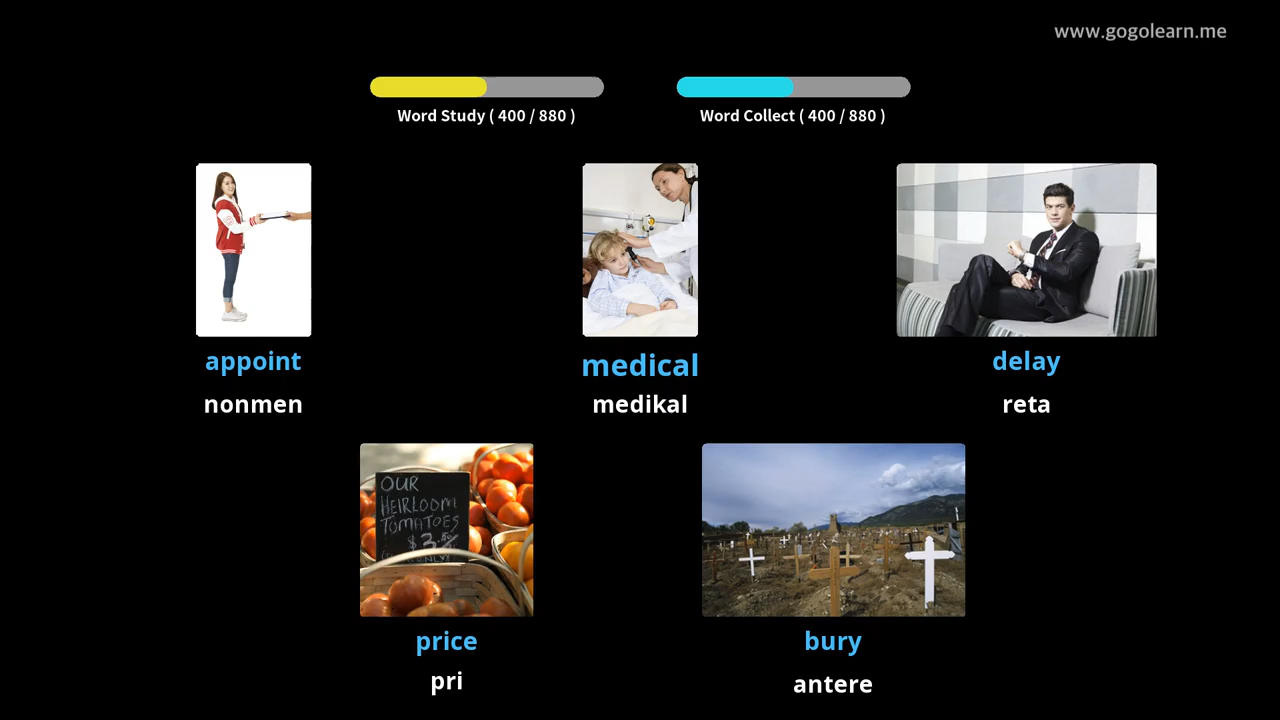 www.gogolearn.me
Word Study ( 400 / 880 )
Word Collect ( 400 / 880 )
appoint
nonmen
medical
medikal
delay
reta
OUR
HEIRLOOM
TOMATOES
price
pri
bury
antere